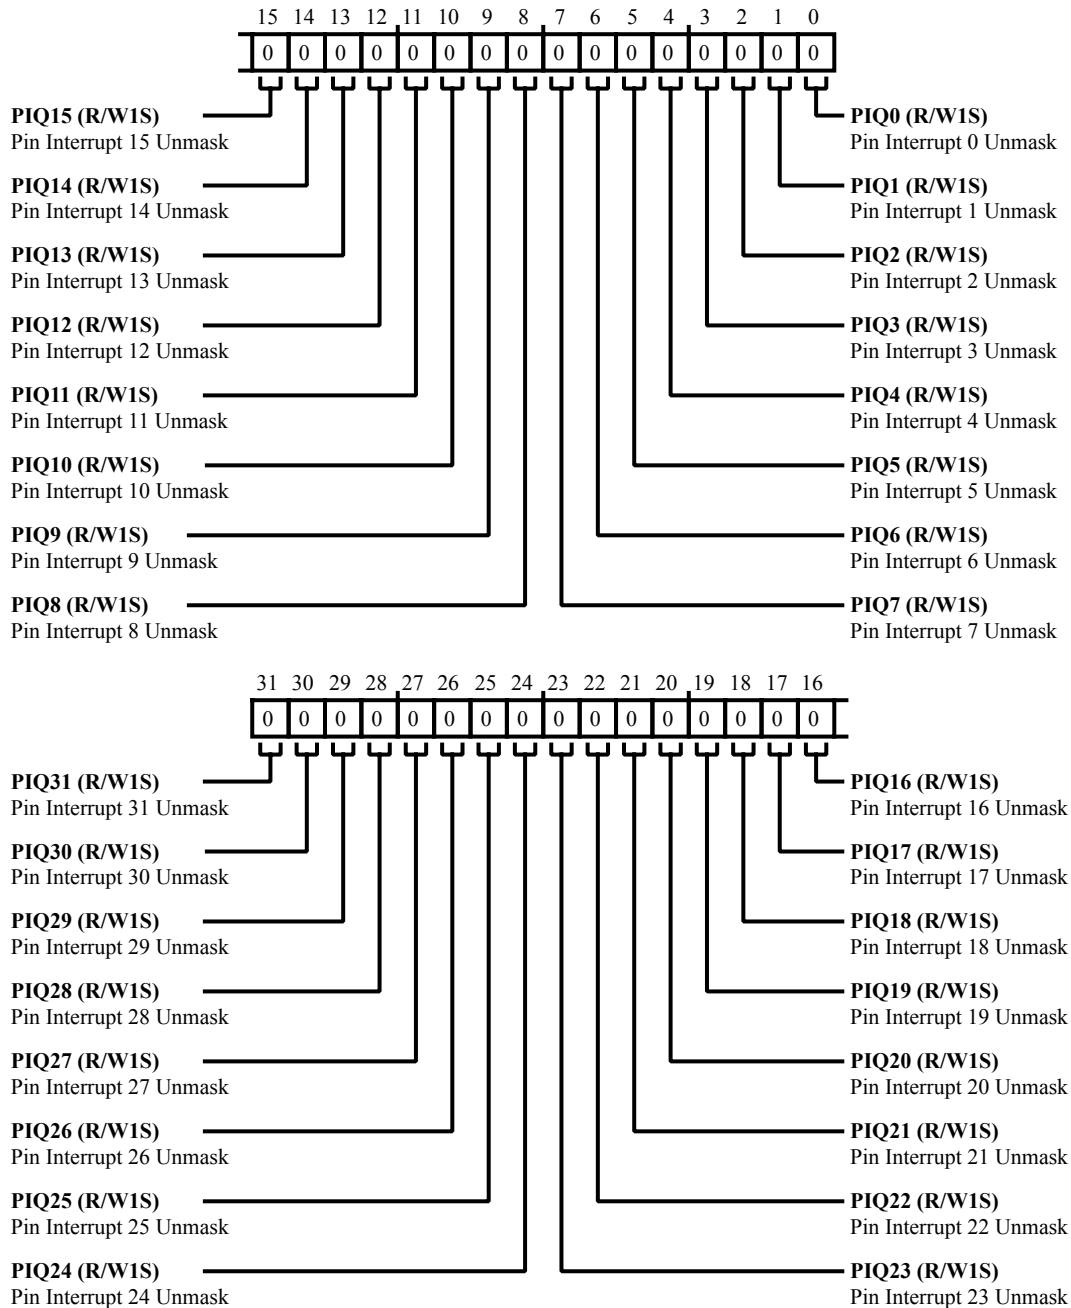 15 14 13 12 11 10 9 8 7 6 5 4 3 2 1 0
0 0 0 0 0 0 0 0 0 0 0 0 0 0 0 0
PIQ15 (R/W1S)
Pin Interrupt 15 Unmask
PIQ0 (R/W1S)
Pin Interrupt 0 Unmask
PIQ14 (R/W1S)
Pin Interrupt 14 Unmask
PIQ1 (R/W1S)
Pin Interrupt 1 Unmask
PIQ13 (R/W1S)
Pin Interrupt 13 Unmask
PIQ2 (R/W1S)
Pin Interrupt 2 Unmask
PIQ12 (R/W1S)
Pin Interrupt 12 Unmask
PIQ3 (R/W1S)
Pin Interrupt 3 Unmask
PIQ11 (R/W1S)
Pin Interrupt 11 Unmask
PIQ4 (R/W1S)
Pin Interrupt 4 Unmask
PIQ10 (R/W1S)
Pin Interrupt 10 Unmask
PIQ5 (R/W1S)
Pin Interrupt 5 Unmask
PIQ9 (R/W1S)
Pin Interrupt 9 Unmask
PIQ6 (R/W1S)
Pin Interrupt 6 Unmask
PIQ8 (R/W1S)
Pin Interrupt 8 Unmask
PIQ7 (R/W1S)
Pin Interrupt 7 Unmask
31 30 29 28 27 26 25 24 23 22 21 20 19 18 17 16
0 0 0 0 0 0 0 0 0 0 0 0 0 0 0 0
PIQ31 (R/W1S)
Pin Interrupt 31 Unmask
PIQ16 (R/W1S)
Pin Interrupt 16 Unmask
PIQ30 (R/W1S)
Pin Interrupt 30 Unmask
PIQ17 (R/W1S)
Pin Interrupt 17 Unmask
PIQ29 (R/W1S)
Pin Interrupt 29 Unmask
PIQ18 (R/W1S)
Pin Interrupt 18 Unmask
PIQ28 (R/W1S)
Pin Interrupt 28 Unmask
PIQ19 (R/W1S)
Pin Interrupt 19 Unmask
PIQ27 (R/W1S)
Pin Interrupt 27 Unmask
PIQ20 (R/W1S)
Pin Interrupt 20 Unmask
PIQ26 (R/W1S)
Pin Interrupt 26 Unmask
PIQ21 (R/W1S)
Pin Interrupt 21 Unmask
PIQ25 (R/W1S)
Pin Interrupt 25 Unmask
PIQ22 (R/W1S)
Pin Interrupt 22 Unmask
PIQ24 (R/W1S)
Pin Interrupt 24 Unmask
PIQ23 (R/W1S)
Pin Interrupt 23 Unmask